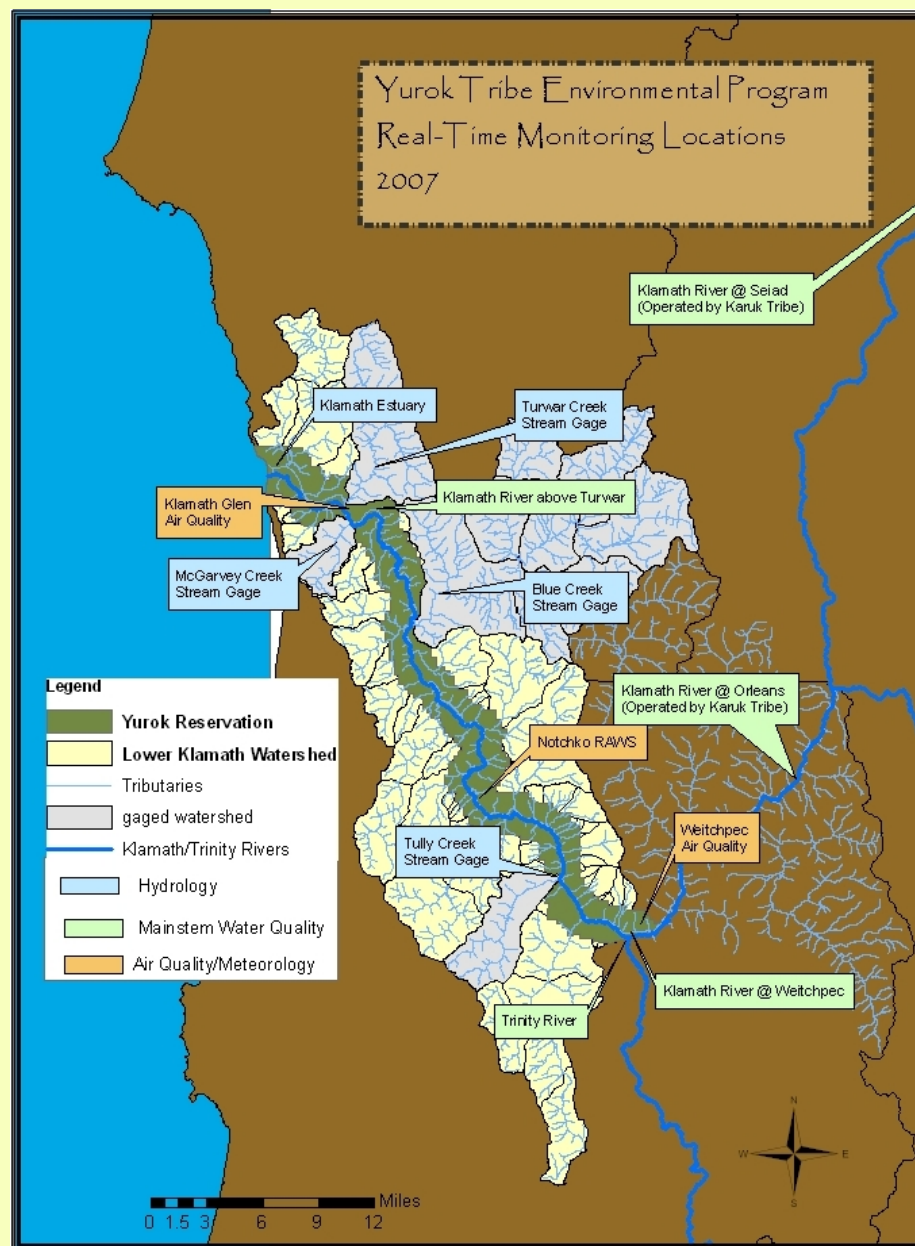 Yurok Tribe Environmental Program
Real-Time Monitoring Locations
2007
Klamath River @ Seiad
(Operated by Karuk Tribe)
Klamath Estuary
Turwar Creek
Stream Gage
Klamath Glen
Air Quality
Klamath River above Turwar
McGarvey Creek
Stream Gage
Blue Creek
Stream Gage
Klamath River @ Orleans
(Operated by Karuk Tribe)
Notchko RAWS
Weitchpec
Air Quality
Tully Creek
Stream Gage
Klamath River @ Weitchpec
Trinity River
Legend
Yurok Reservation
Lower Klamath Watershed
Tributaries
gaged watershed
Klamath/Trinity Rivers
Hydrology
Mainstem Water Quality
Air Quality/Meteorology
N
W E
S
Miles
0 1.5 3 6 9 12